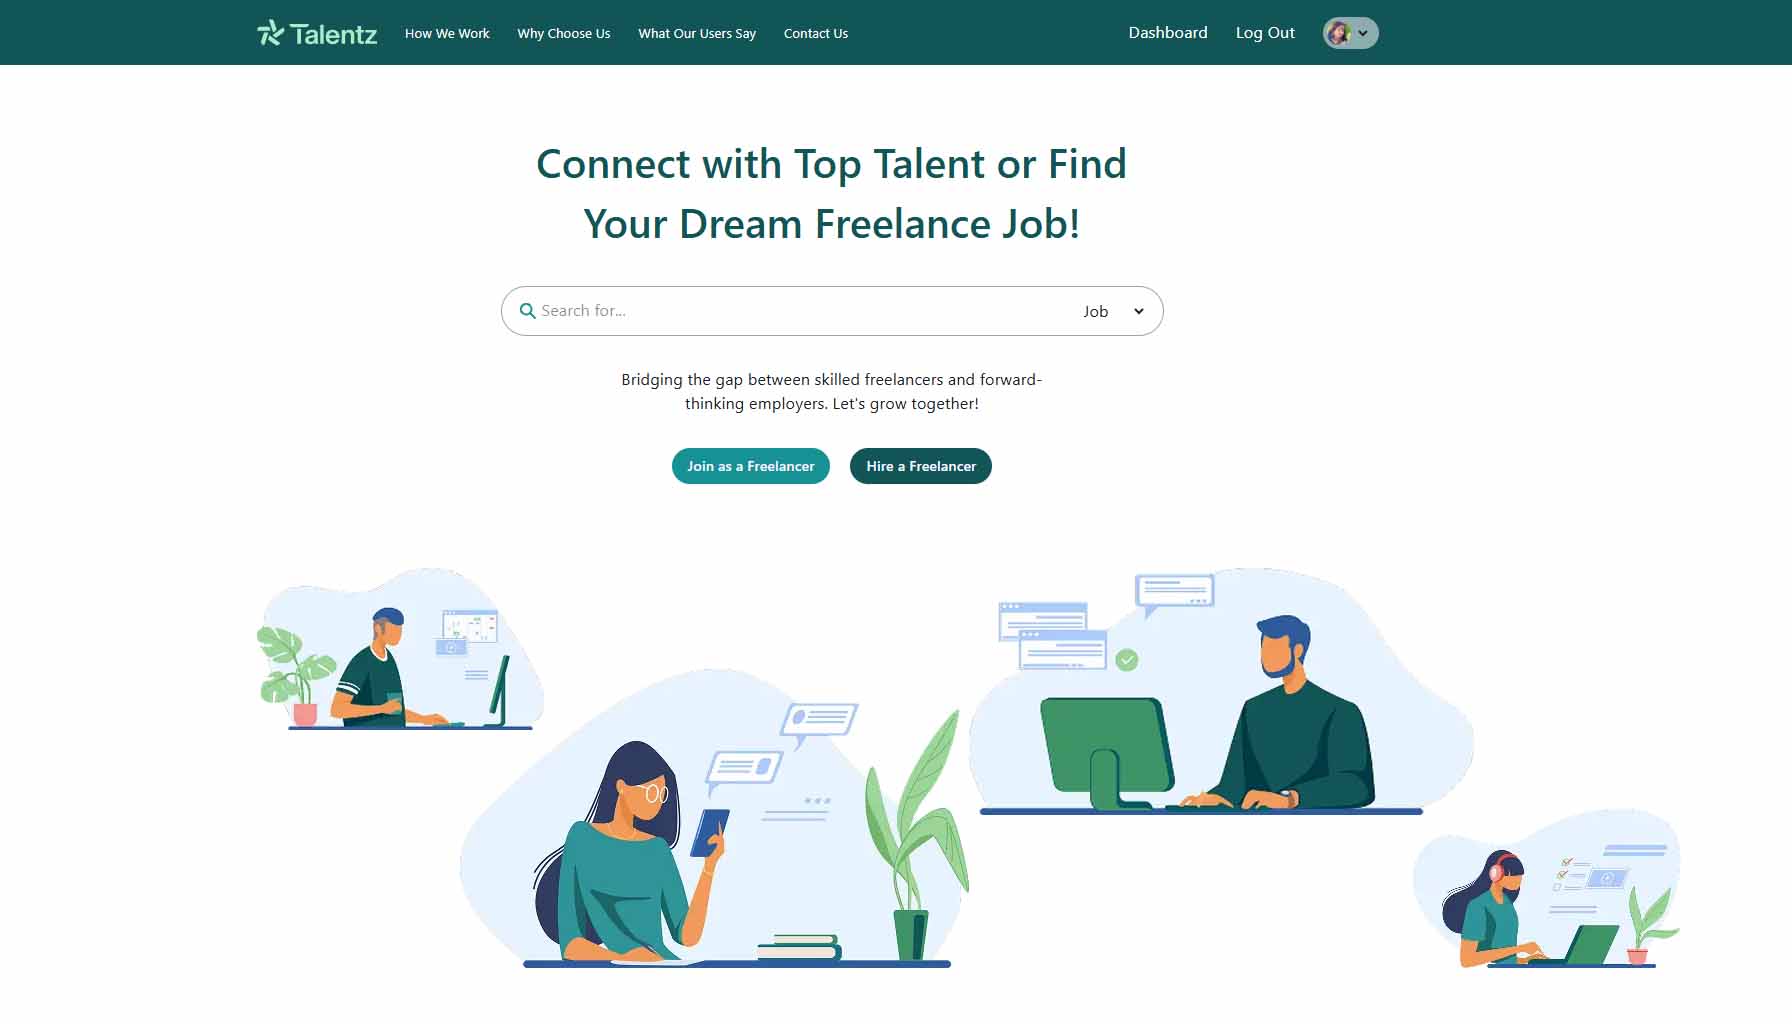 Talentz How We Work Why Choose Us What Our Users Say Contact Us Dashboard Log Out
Connect with Top Talent or Find
Your Dream Freelance Job!
Search for... Job
Bridging the gap between skilled freelancers and forward-
thinking employers. Let's grow together!
Join as a Freelancer Hire a Freelancer